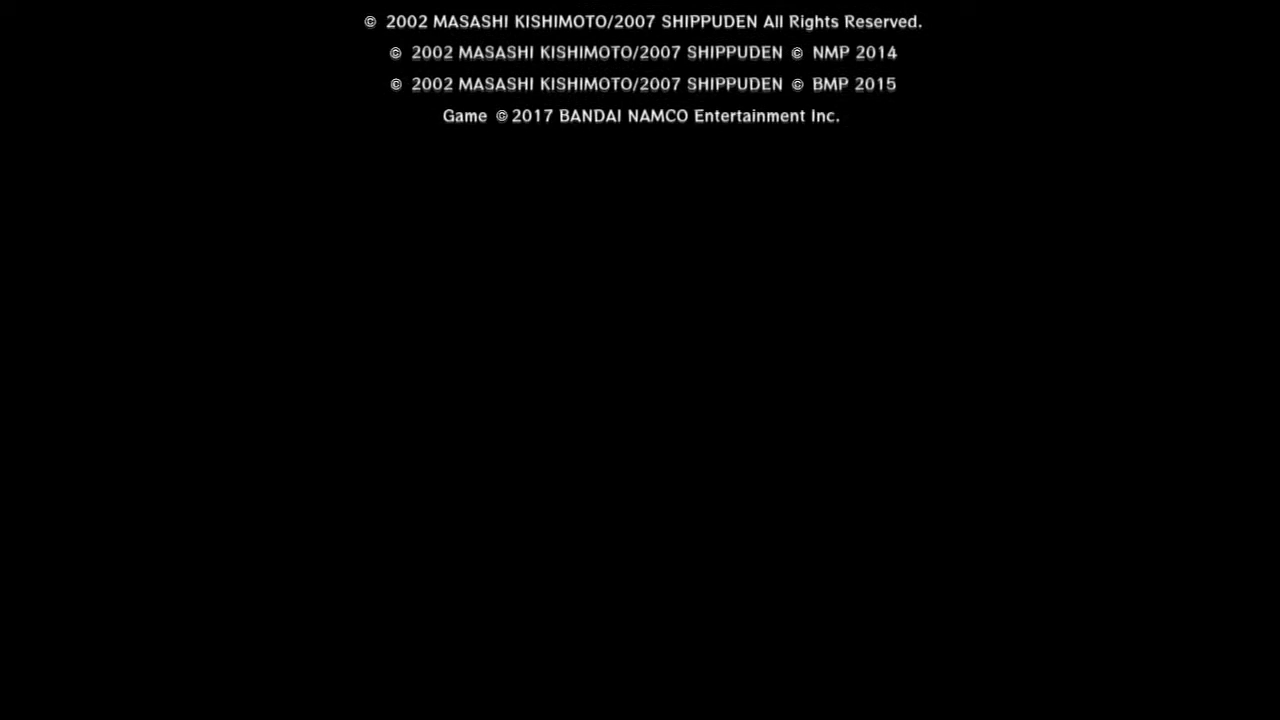 © 2002 MASASHI KISHIMOTO/2007 SHIPPUDEN All Rights Reserved.
© 2002 MASASHI KISHIMOTO/2007 SHIPPUDEN © NMP 2014
© 2002 MASASHI KISHIMOTO/2007 SHIPPUDEN © BMP 2015
Game ©2017 BANDAI NAMCO Entertainment Inc.